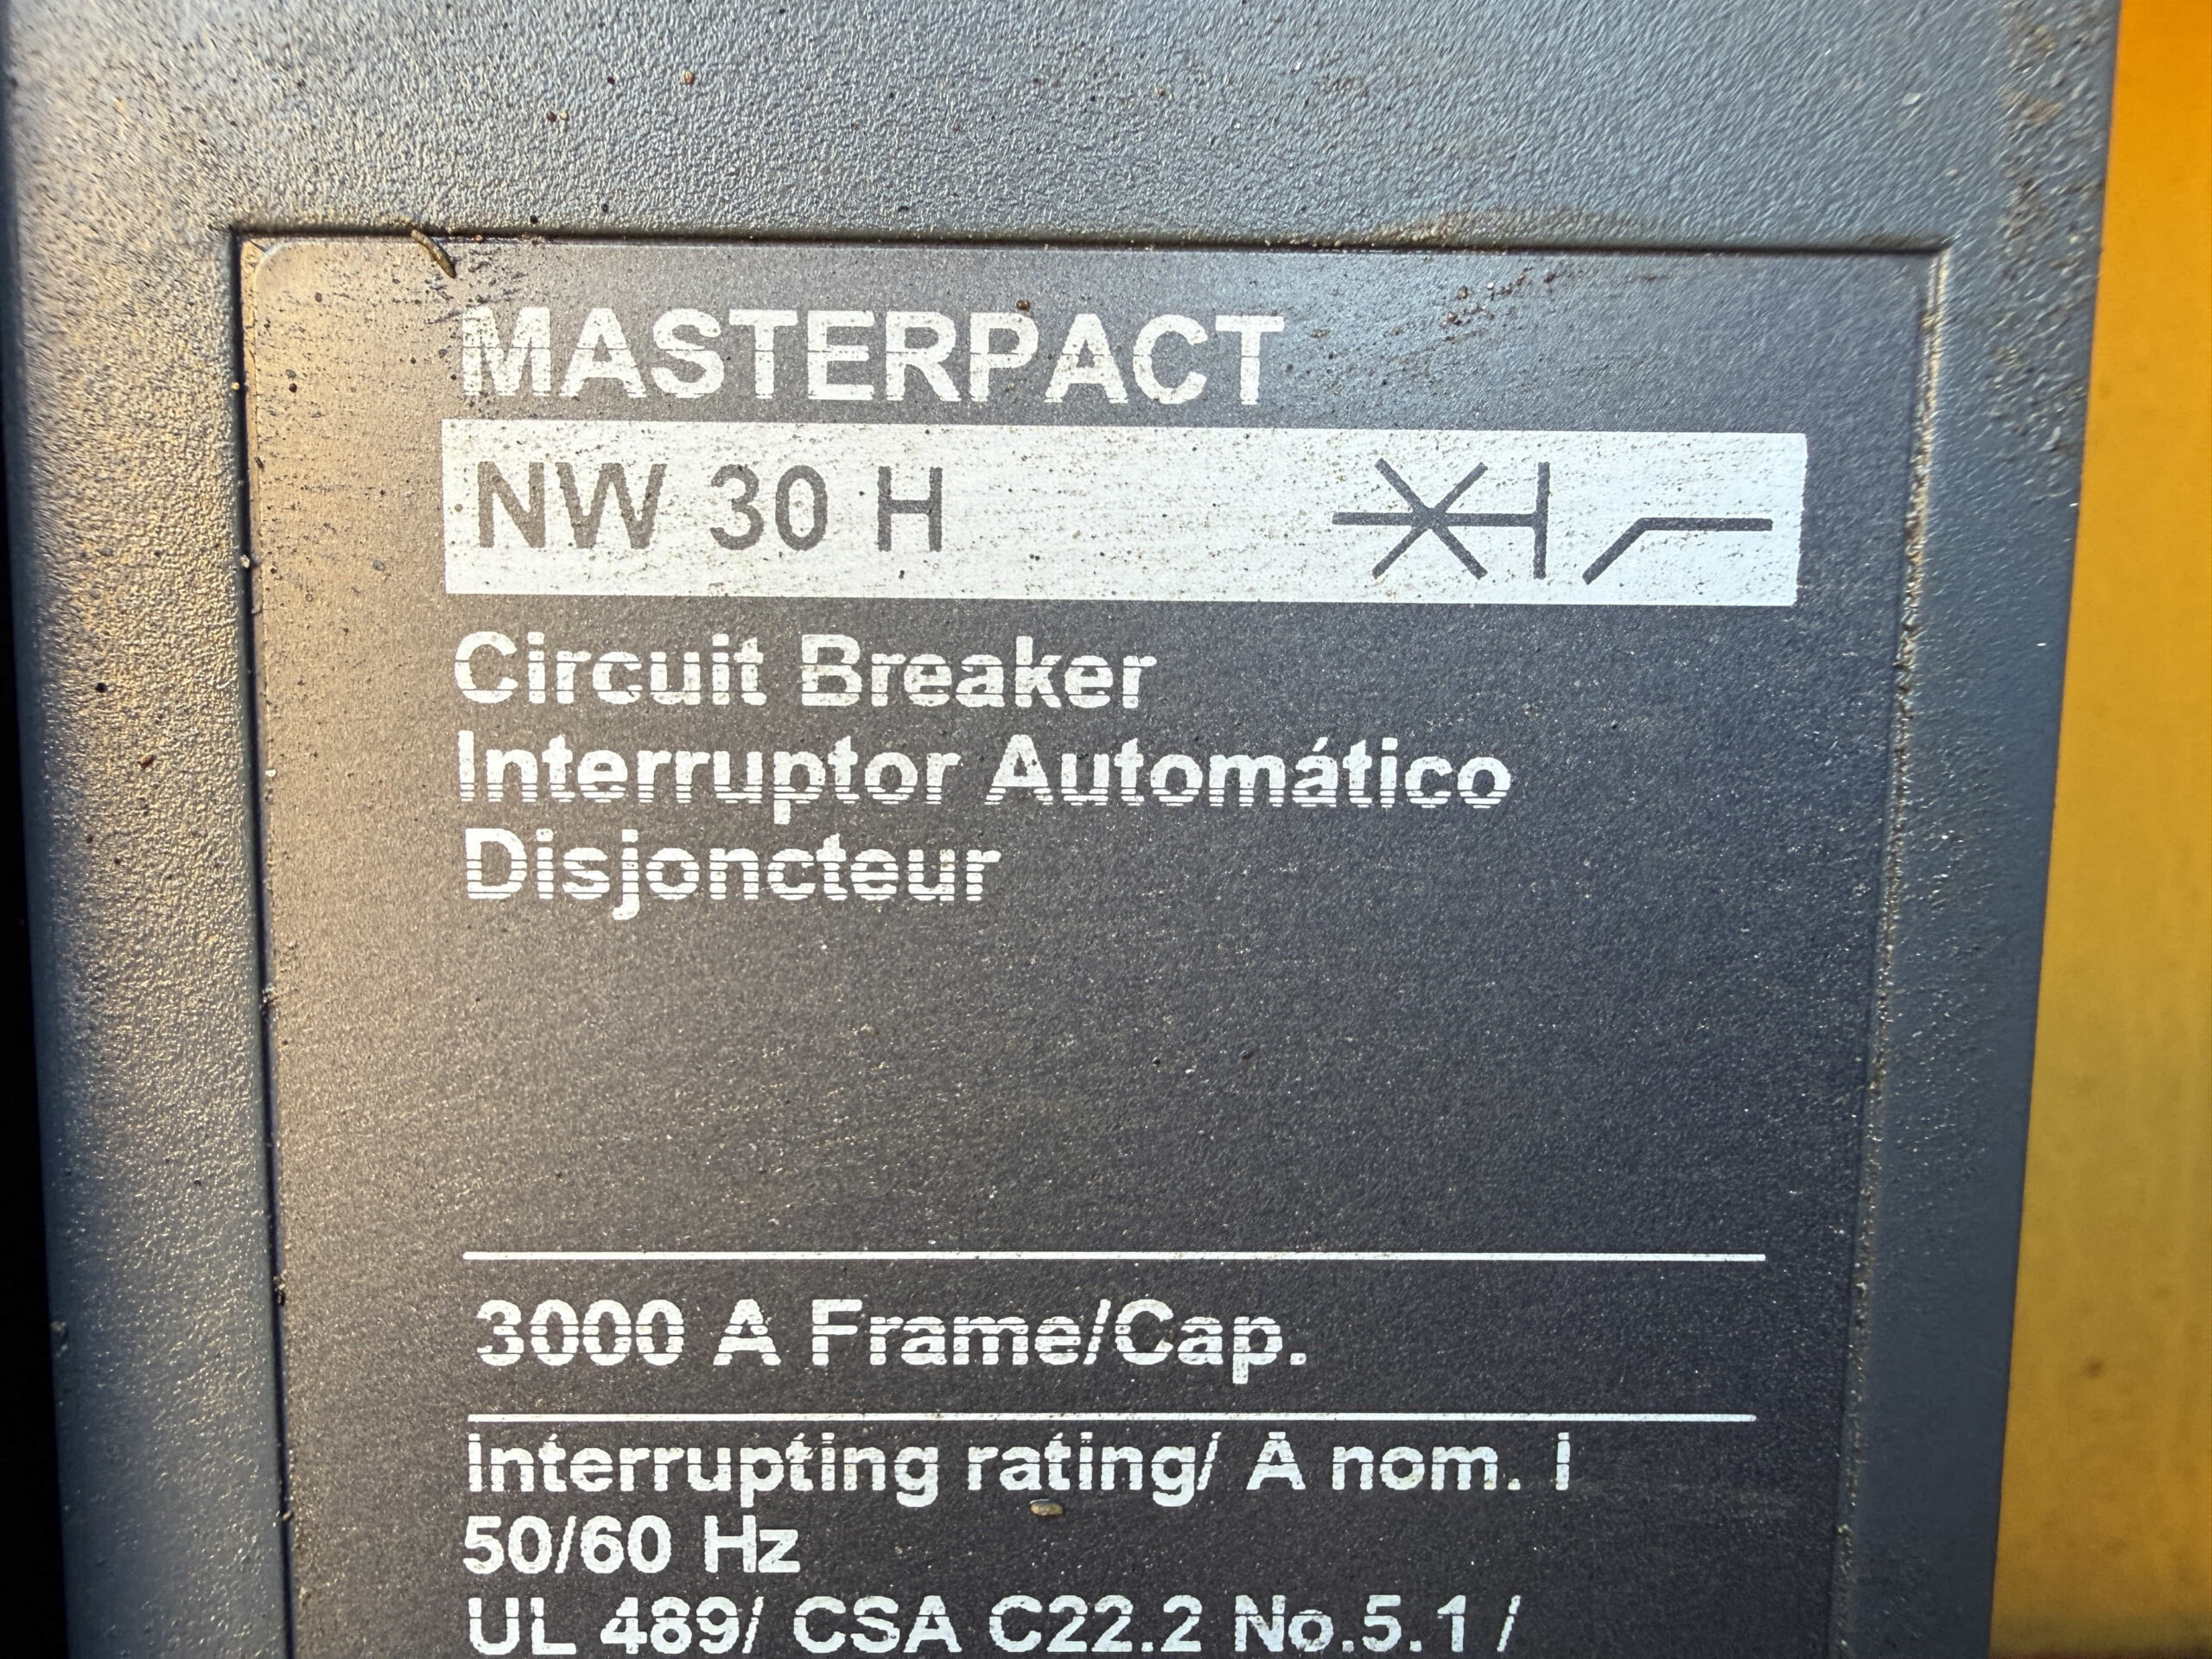 MASTERPACT
NW 30 H
Circuit Breaker
Interruptor Automático
Disjoncteur
3000 A Frame/Cap.
Interrupting rating/ A nom. I
50/60 Hz
UL 489/ CSA C22.2 No.5.1 /